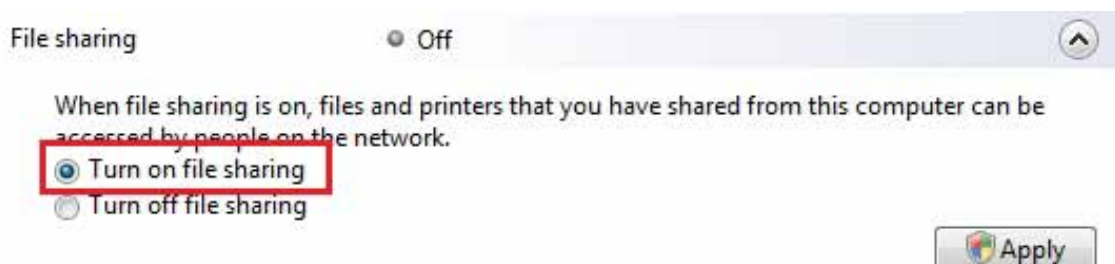 File sharing Off
When file sharing is on, files and printers that you have shared from this computer can be
accessed by people on the network.
Turn on file sharing
Turn off file sharing
Apply